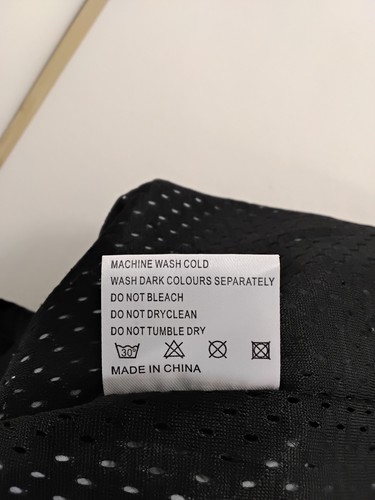 MACHINE WASH COLD
WASH DARK COLOURS SEPARATELY
DO NOT BLEACH
DO NOT DRYCLEAN
DO NOT TUMBLE DRY
30°
MADE IN CHINA